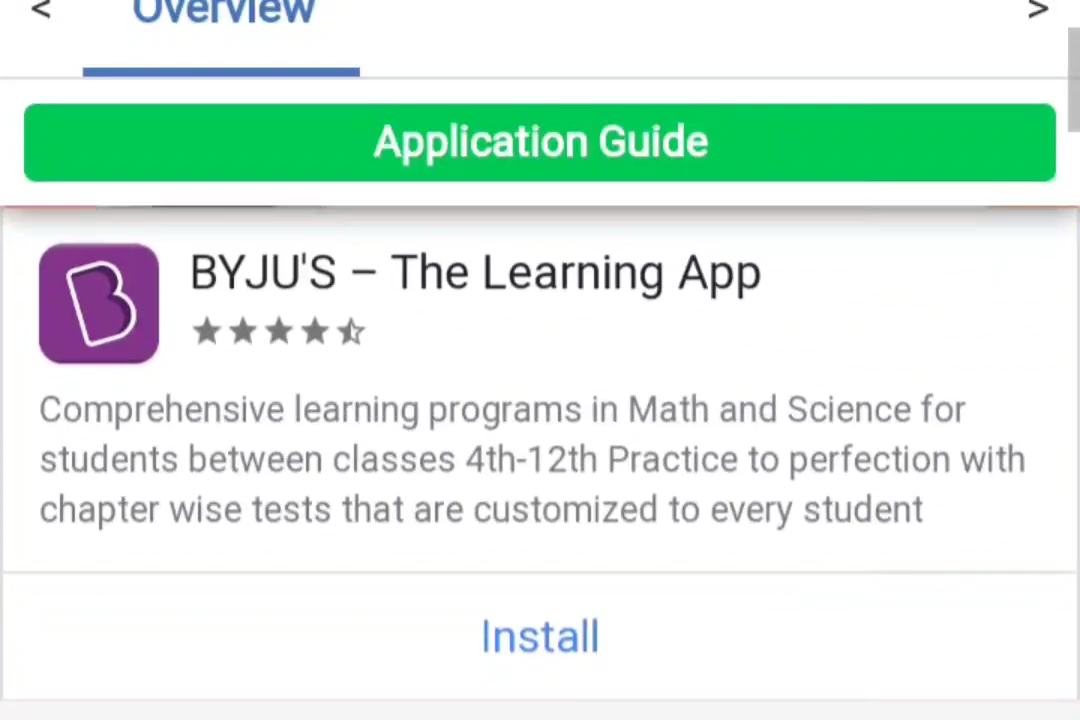 < Overview >
Application Guide
BYJU'S – The Learning App
Comprehensive learning programs in Math and Science for
students between classes 4th-12th Practice to perfection with
chapter wise tests that are customized to every student
Install